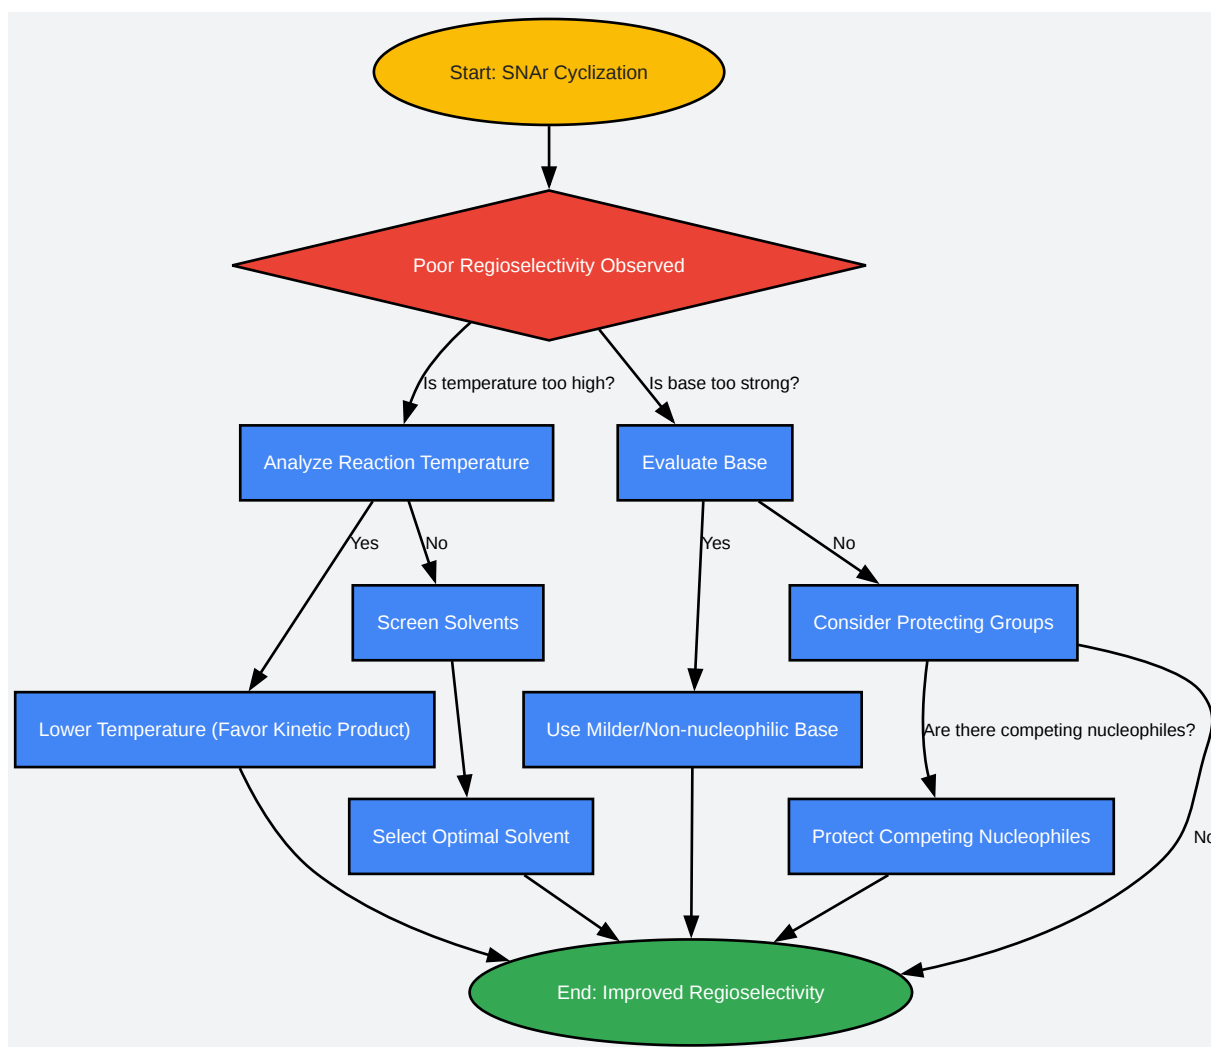 Start: SNAr Cyclization
Poor Regioselectivity Observed
Is temperature too high?
Is base too strong?
Analyze Reaction Temperature
Evaluate Base
Yes
No
Yes
No
Screen Solvents
Consider Protecting Groups
Lower Temperature (Favor Kinetic Product)
Use Milder/Non-nucleophilic Base
Are there competing nucleophiles?
Select Optimal Solvent
Protect Competing Nucleophiles
No
End: Improved Regioselectivity